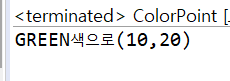 <terminated> ColorPoint [
GREEN색으로(10,20)